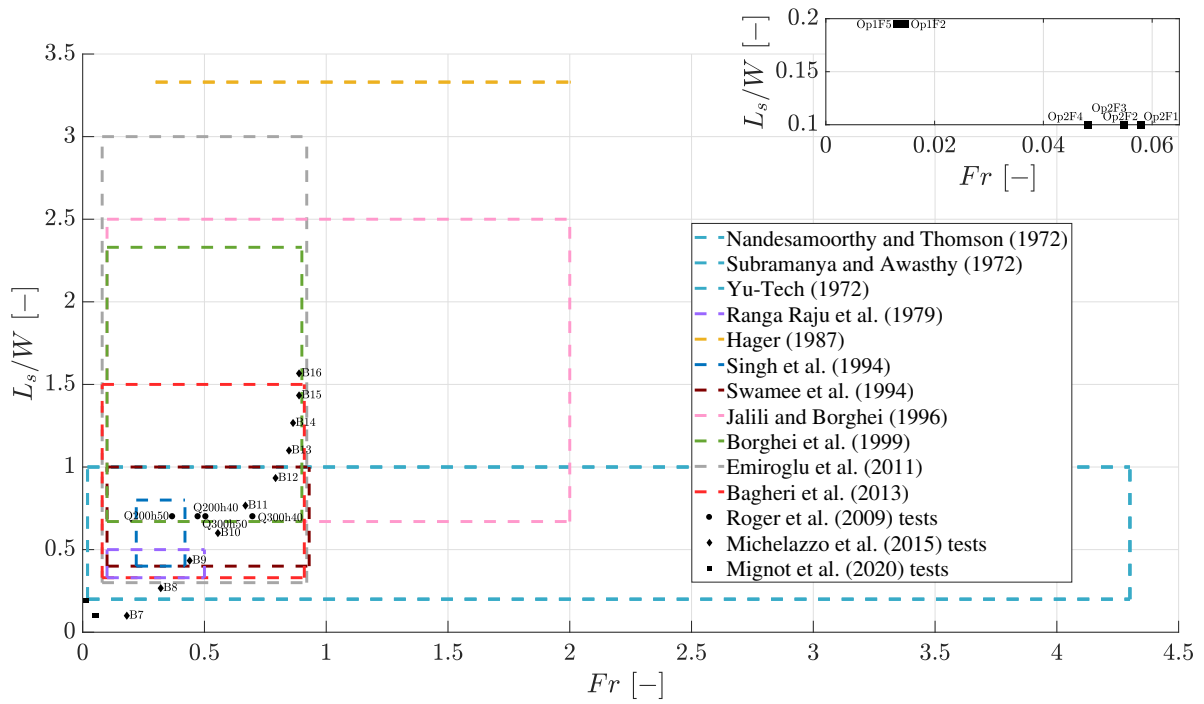 0.2
0.15
0.1
L_s/W [−]
Op1F5
Op1F2
Op2F4
Op2F3
Op2F2
Op2F1
0
0.02
0.04
0.06
Fr [−]
3.5
3
2.5
2
1.5
1
0.5
0
L_s/W [−]
Nandesamoorthy and Thomson (1972)
Subramanya and Awasthy (1972)
Yu-Tech (1972)
Ranga Raju et al. (1979)
Hager (1987)
Singh et al. (1994)
Swamee et al. (1994)
Jalili and Borghei (1996)
Borghei et al. (1999)
Emiroglu et al. (2011)
Bagheri et al. (2013)
Roger et al. (2009) tests
Michelazzo et al. (2015) tests
Mignot et al. (2020) tests
B16
B15
B14
B13
B12
B11
Q200h40
Q200h50
Q300h40
Q300h50
B10
B9
B8
B7
0
0.5
1
1.5
2
2.5
3
3.5
4
4.5
Fr [−]